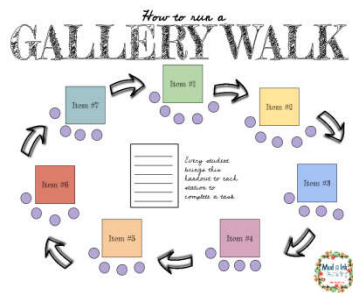 How to run a
GALLERY WALK
Item #1
Item #2
Item #3
Item #4
Item #5
Item #6
Item #7
Every student
brings this
handout to each
station to
complete a task